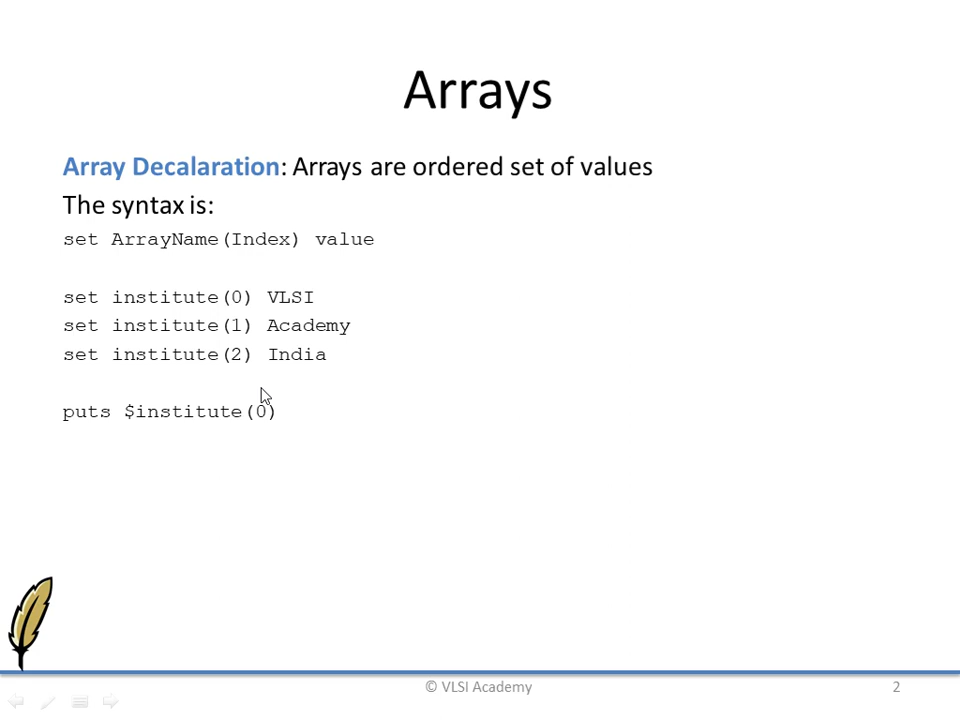 Arrays
Array Decalaration: Arrays are ordered set of values
The syntax is:
set ArrayName(Index) value
set institute(0) VLSI
set institute(1) Academy
set institute(2) India
puts $institute(0)
© VLSI Academy
2